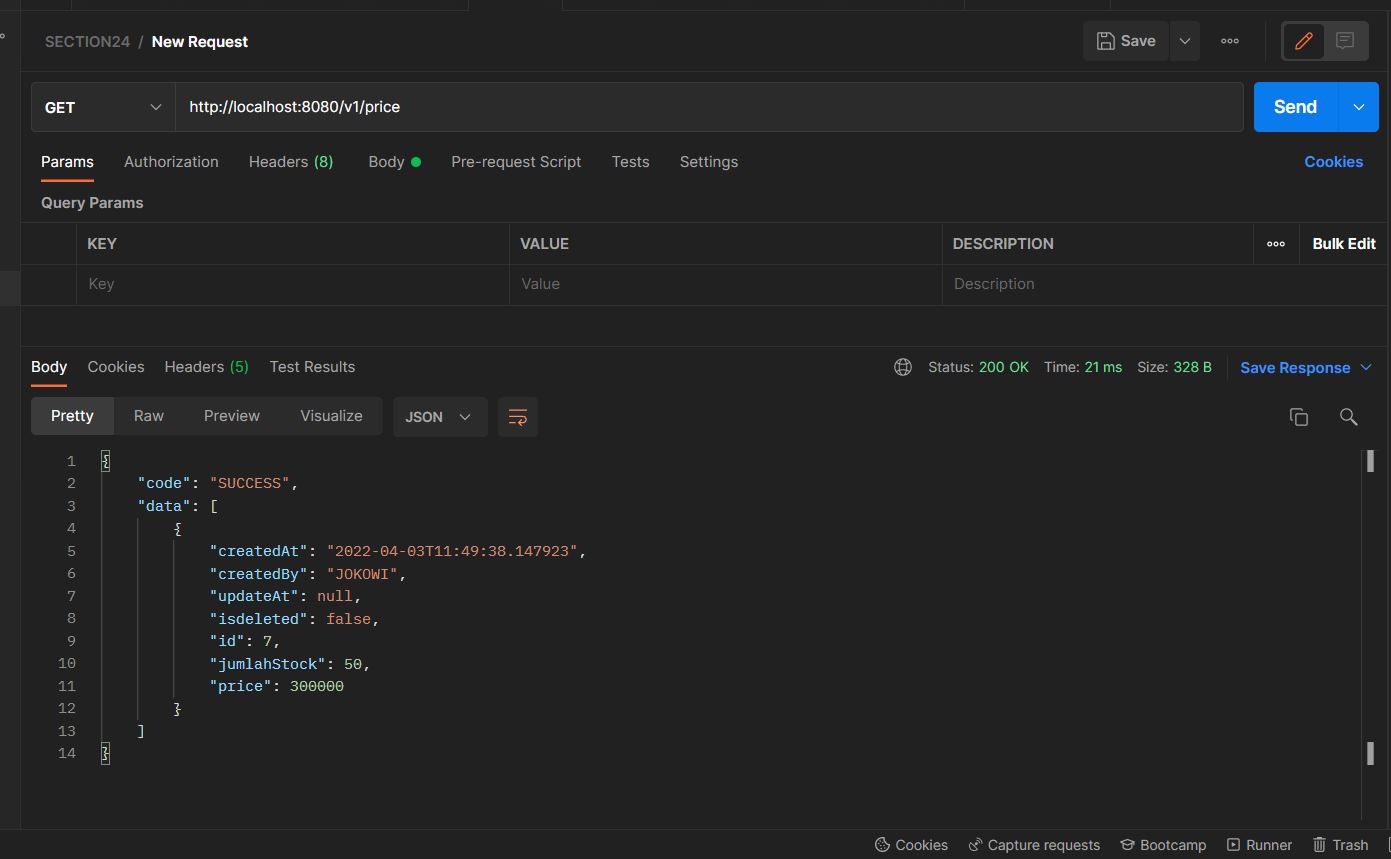 SECTION24 / New Request
Save
GET
http://localhost:8080/v1/price
Send
Params Authorization Headers (8) Body Pre-request Script Tests Settings Cookies
Query Params
KEY VALUE DESCRIPTION Bulk Edit
Key Value Description
Body Cookies Headers (5) Test Results Status: 200 OK Time: 21 ms Size: 328 B Save Response
Pretty Raw Preview Visualize JSON
1 {
2 "code": "SUCCESS",
3 "data": [
4 {
5 "createdAt": "2022-04-03T11:49:38.147923",
6 "createdBy": "JOKOWI",
7 "updateAt": null,
8 "isdeleted": false,
9 "id": 7,
10 "jumlahStock": 50,
11 "price": 300000
12 }
13 ]
14 }
Cookies Capture requests Bootcamp Runner Trash